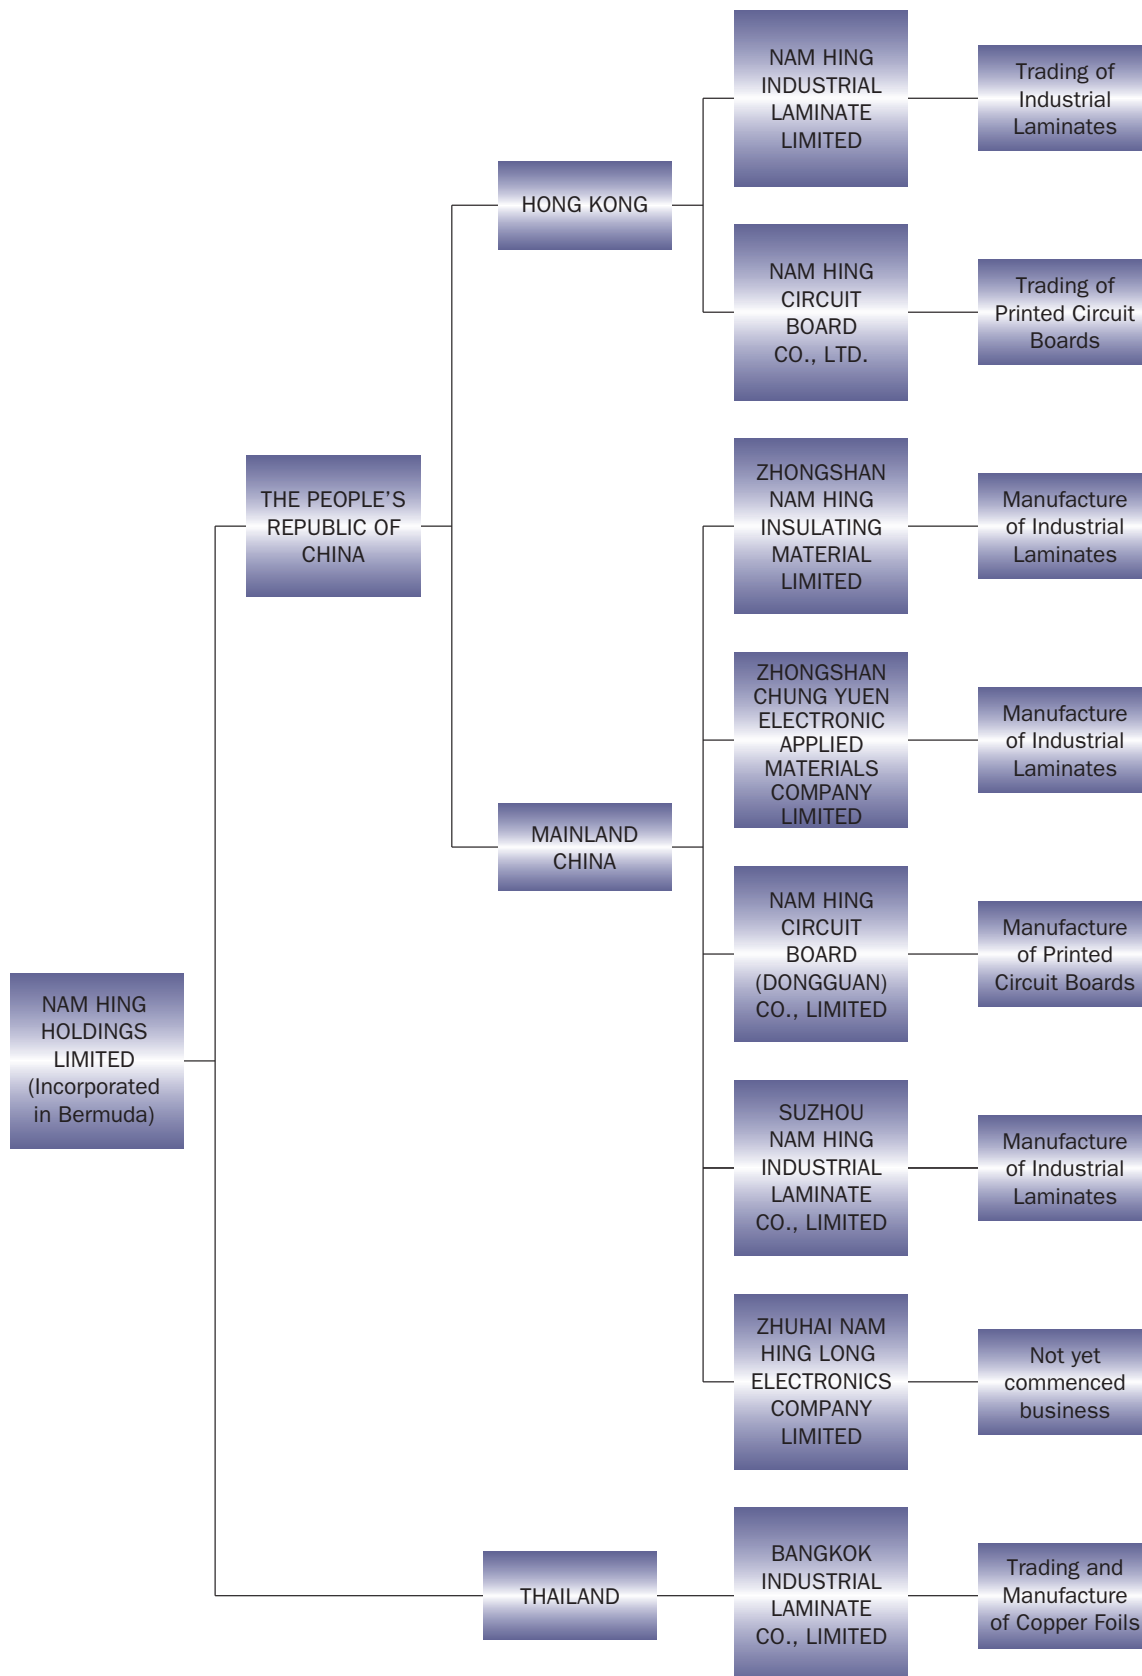 NAM HING
HOLDINGS
LIMITED
(Incorporated
in Bermuda)
THE PEOPLE’S
REPUBLIC OF
CHINA
HONG KONG
NAM HING
INDUSTRIAL
LAMINATE
LIMITED
Trading of
Industrial
Laminates
NAM HING
CIRCUIT
BOARD
CO., LTD.
Trading of
Printed Circuit
Boards
MAINLAND
CHINA
ZHONGSHAN
NAM HING
INSULATING
MATERIAL
LIMITED
Manufacture
of Industrial
Laminates
ZHONGSHAN
CHUNG YUEN
ELECTRONIC
APPLIED
MATERIALS
COMPANY
LIMITED
Manufacture
of Industrial
Laminates
NAM HING
CIRCUIT
BOARD
(DONGGUAN)
CO., LIMITED
Manufacture
of Printed
Circuit Boards
SUZHOU
NAM HING
INDUSTRIAL
LAMINATE
CO., LIMITED
Manufacture
of Industrial
Laminates
ZHUHAI NAM
HING LONG
ELECTRONICS
COMPANY
LIMITED
Not yet
commenced
business
THAILAND
BANGKOK
INDUSTRIAL
LAMINATE
CO., LIMITED
Trading and
Manufacture
of Copper Foils